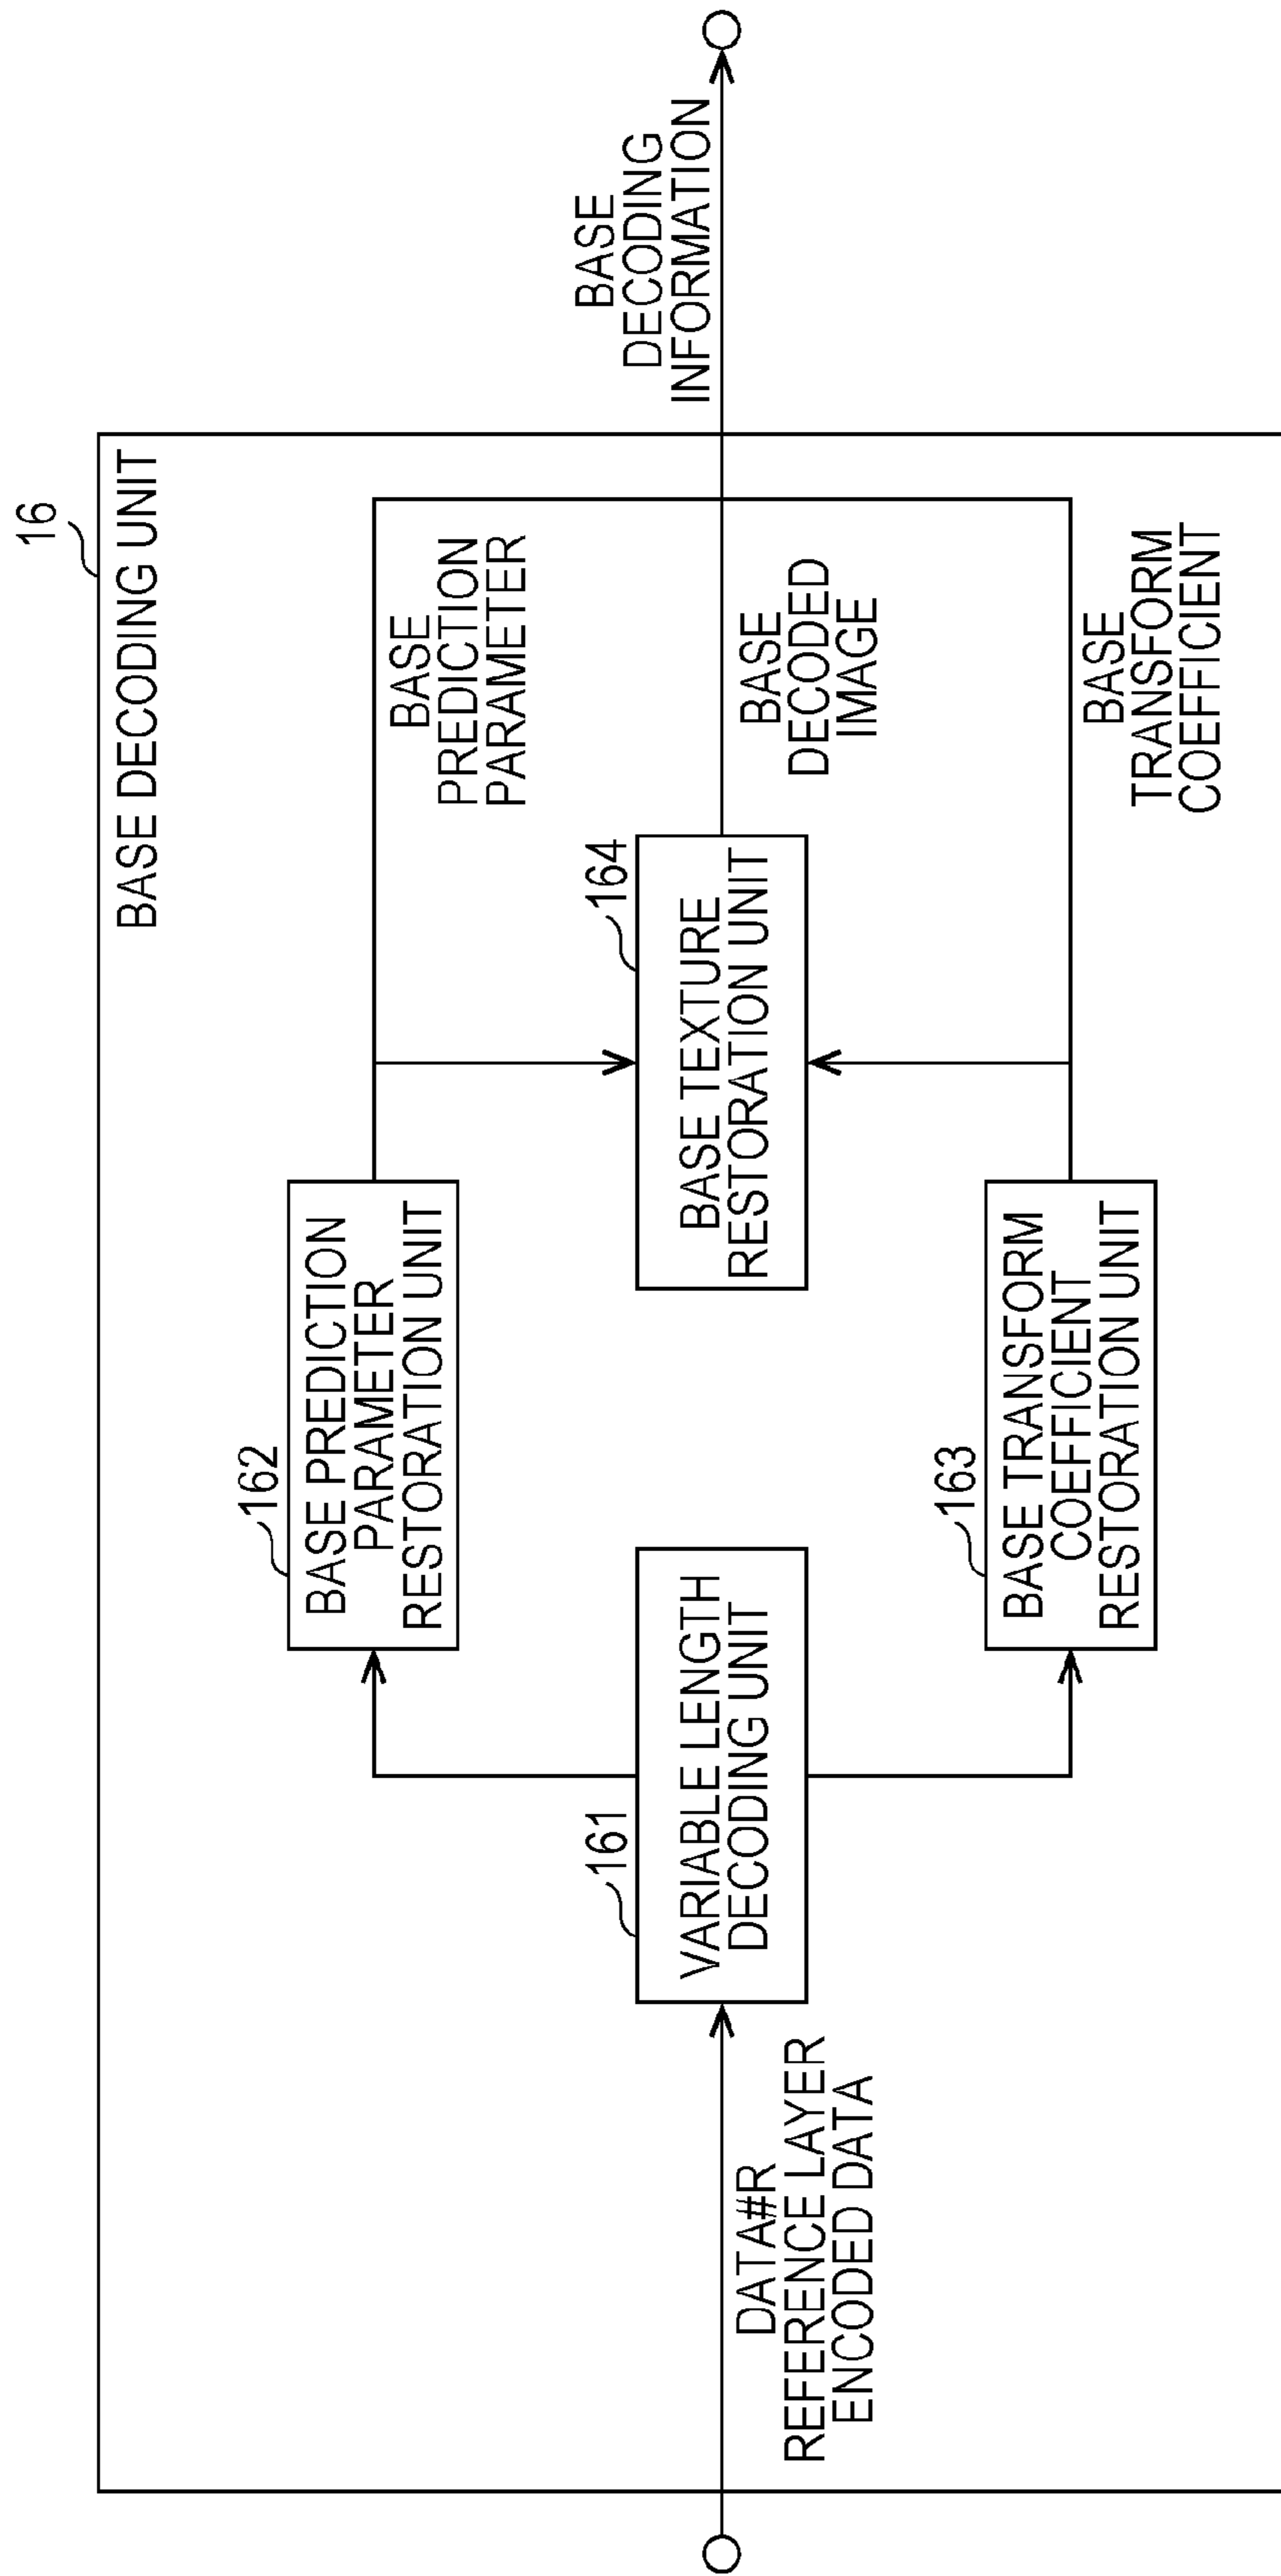 16
BASE DECODING UNIT
DATA#R
REFERENCE LAYER
ENCODED DATA
161
VARIABLE LENGTH
DECODING UNIT
162
BASE PREDICTION
PARAMETER
RESTORATION UNIT
163
BASE TRANSFORM
COEFFICIENT
RESTORATION UNIT
164
BASE TEXTURE
RESTORATION UNIT
BASE
PREDICTION
PARAMETER
BASE
DECODED
IMAGE
BASE
TRANSFORM
COEFFICIENT
BASE
DECODING
INFORMATION